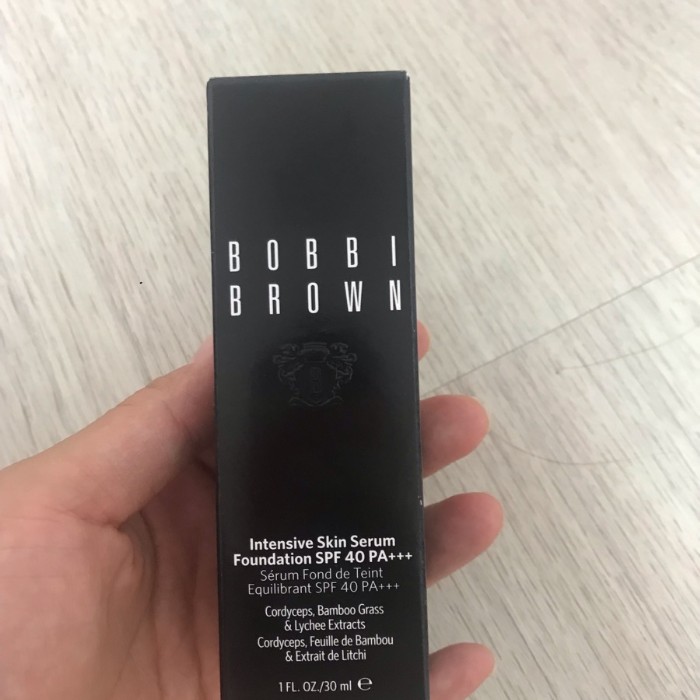 BOBBI
BROWN
Intensive Skin Serum
Foundation SPF 40 PA+++
Sérum Fond de Teint
Equilibrant SPF 40 PA+++
Cordyceps, Bamboo Grass
& Lychee Extracts
Cordyceps, Feuille de Bambou
& Extrait de Litchi
1 FL. OZ./30 ml ℮